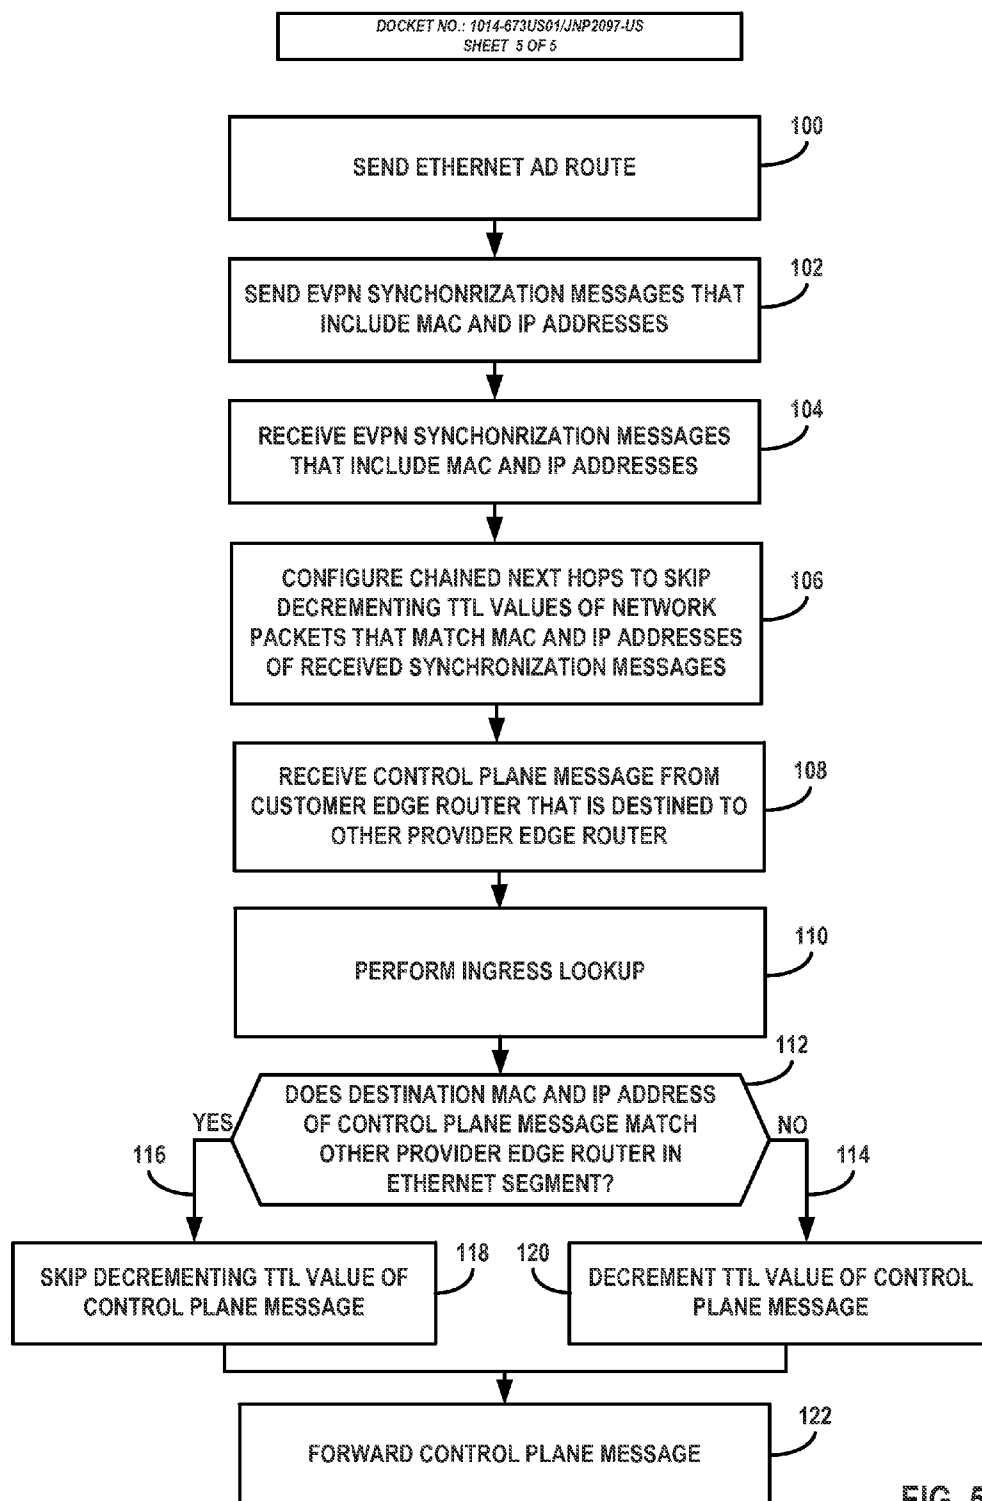 DOCKET NO.: 1014-673US01/JNP2097-US
SHEET 5 OF 5
100
SEND ETHERNET AD ROUTE
102
SEND EVPN SYNCHONRIZATION MESSAGES THAT
INCLUDE MAC AND IP ADDRESSES
104
RECEIVE EVPN SYNCHONRIZATION MESSAGES
THAT INCLUDE MAC AND IP ADDRESSES
106
CONFIGURE CHAINED NEXT HOPS TO SKIP
DECREMENTING TTL VALUES OF NETWORK
PACKETS THAT MATCH MAC AND IP ADDRESSES
OF RECEIVED SYNCHRONIZATION MESSAGES
108
RECEIVE CONTROL PLANE MESSAGE FROM
CUSTOMER EDGE ROUTER THAT IS DESTINED TO
OTHER PROVIDER EDGE ROUTER
110
PERFORM INGRESS LOOKUP
112
DOES DESTINATION MAC AND IP ADDRESS
OF CONTROL PLANE MESSAGE MATCH
OTHER PROVIDER EDGE ROUTER IN
ETHERNET SEGMENT?
YES
NO
116
114
118
120
SKIP DECREMENTING TTL VALUE OF
CONTROL PLANE MESSAGE
DECREMENT TTL VALUE OF CONTROL
PLANE MESSAGE
122
FORWARD CONTROL PLANE MESSAGE
FIG. 5